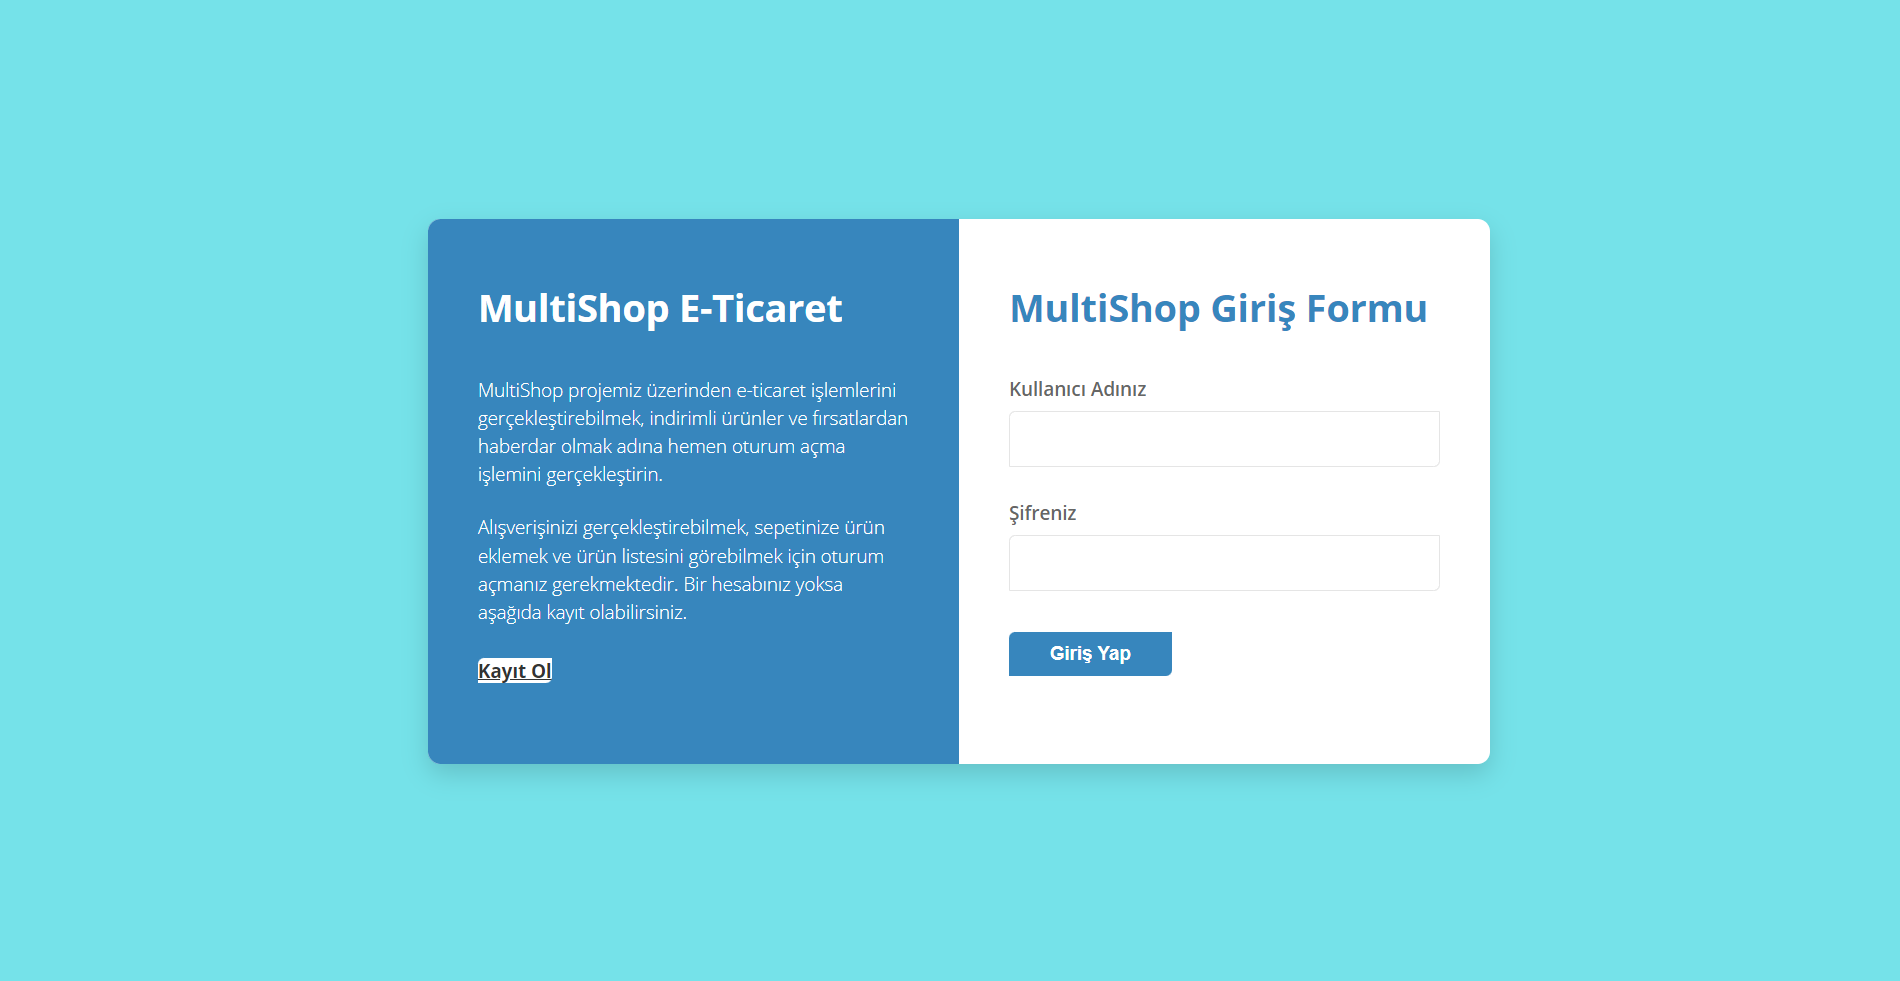 MultiShop E-Ticaret
MultiShop projemiz üzerinden e-ticaret işlemlerini
gerçekleştirebilmek, indirimli ürünler ve fırsatlardan
haberdar olmak adına hemen oturum açma
işlemini gerçekleştirin.
Alışverişinizi gerçekleştirebilmek, sepetinize ürün
eklemek ve ürün listesini görebilmek için oturum
açmanız gerekmektedir. Bir hesabınız yoksa
aşağıda kayıt olabilirsiniz.
Kayıt Ol
MultiShop Giriş Formu
Kullanıcı Adınız
Şifreniz
Giriş Yap